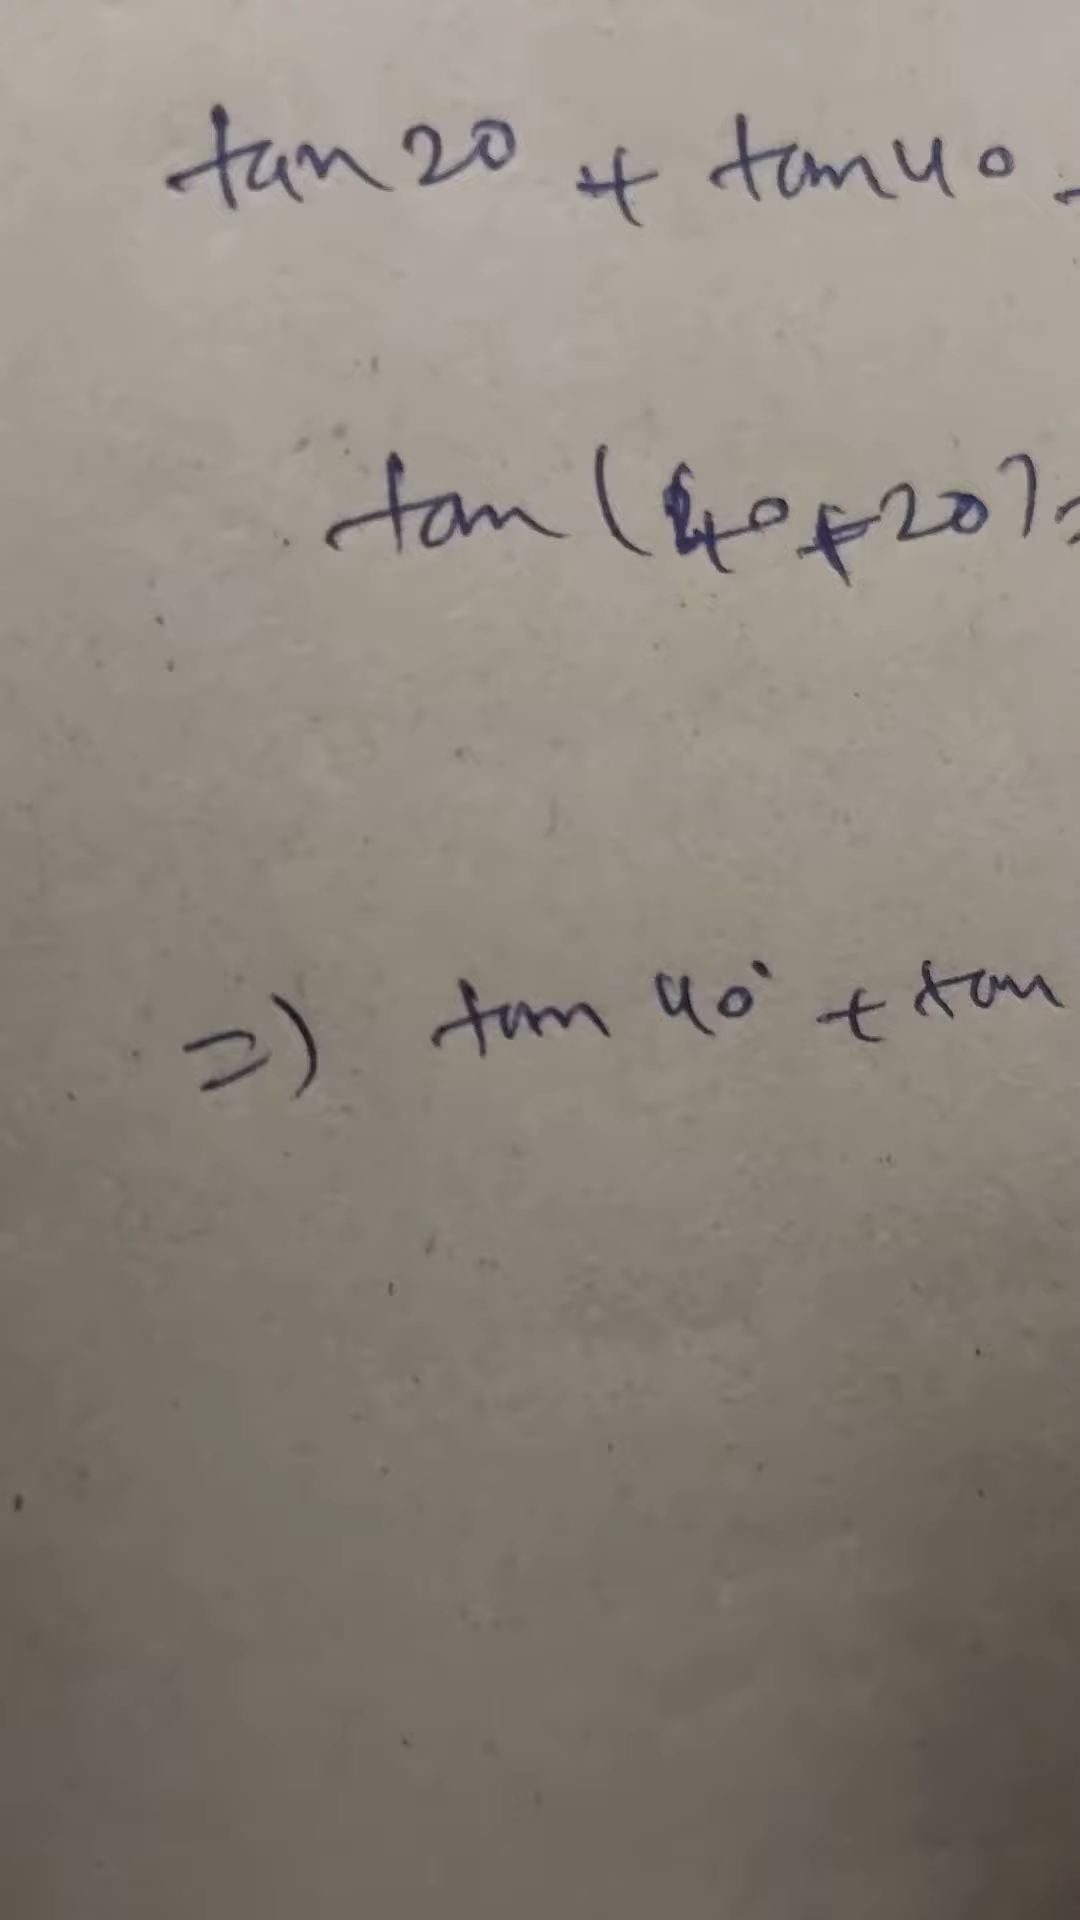 tan 20 + tan 40
tan (40+20) =
=) tan 40° + tan